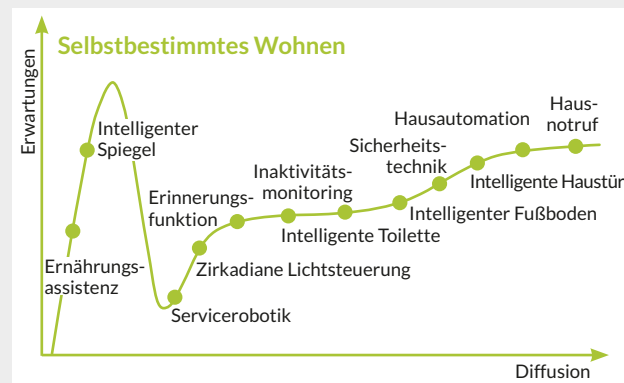 Selbstbestimmtes Wohnen
Erwartungen
Intelligenter
Spiegel
Ernährungs-
assistenz
Servicerobotik
Zirkadiane Lichtsteuerung
Erinnerungs-
funktion
Inaktivitäts-
monitoring
Intelligente Toilette
Intelligenter Fußboden
Sicherheits-
technik
Intelligente Haustür
Hausautomation
Haus-
notruf
Diffusion